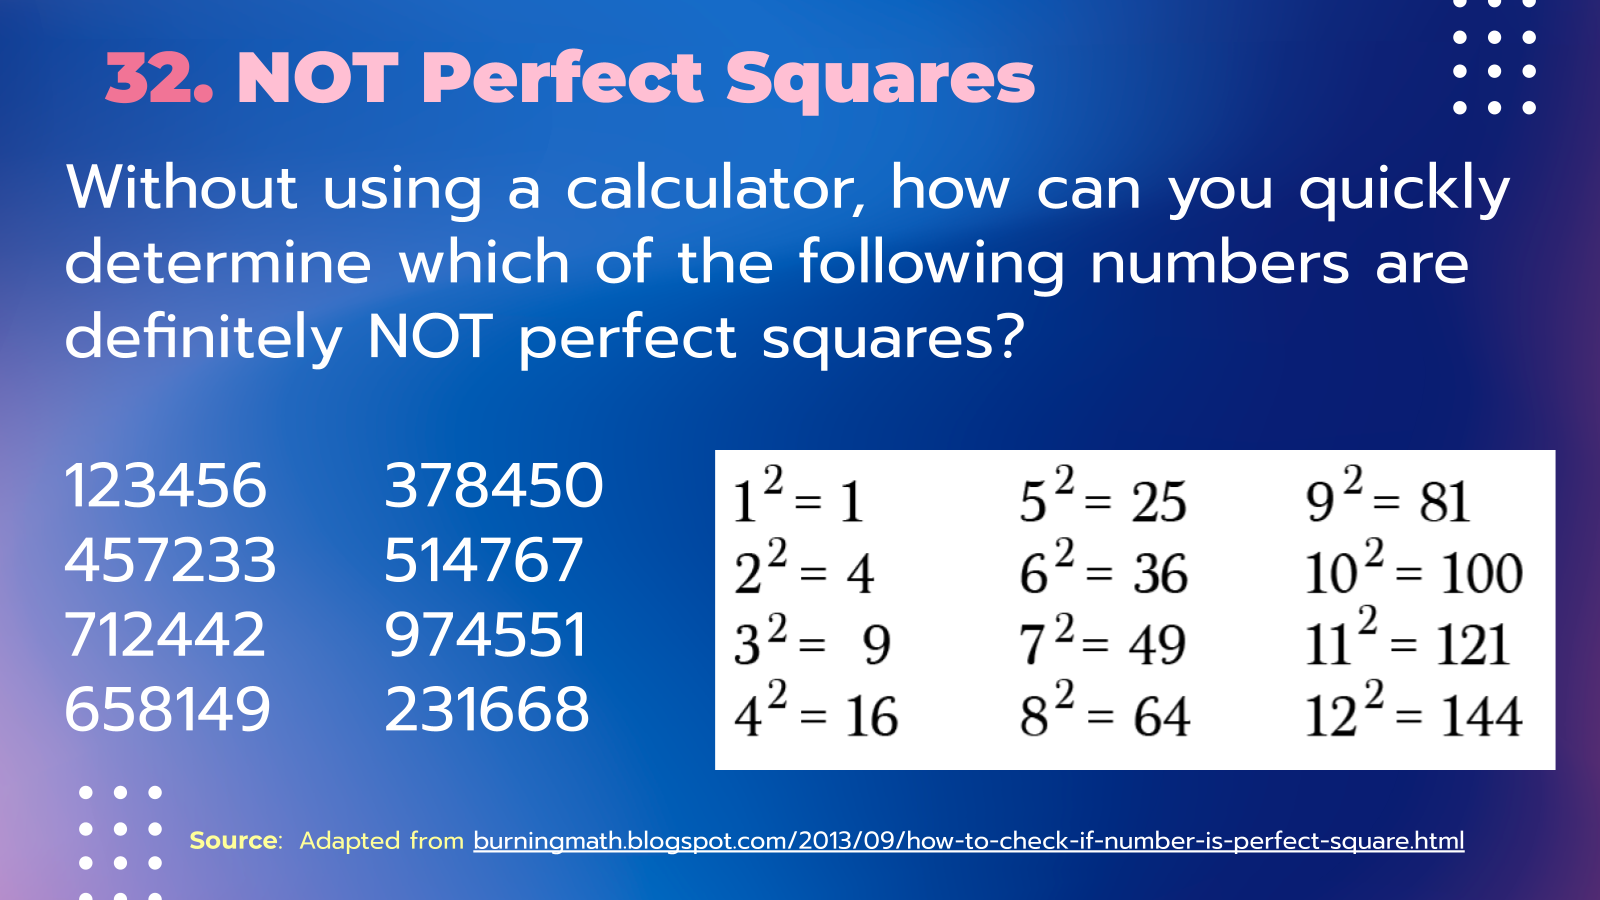 32. NOT Perfect Squares
Without using a calculator, how can you quickly
determine which of the following numbers are
definitely NOT perfect squares?
123456 378450
457233 514767
712442 974551
658149 231668
1² = 1 5² = 25 9² = 81
2² = 4 6² = 36 10² = 100
3² = 9 7² = 49 11² = 121
4² = 16 8² = 64 12² = 144
Source: Adapted from burningmath.blogspot.com/2013/09/how-to-check-if-number-is-perfect-square.html